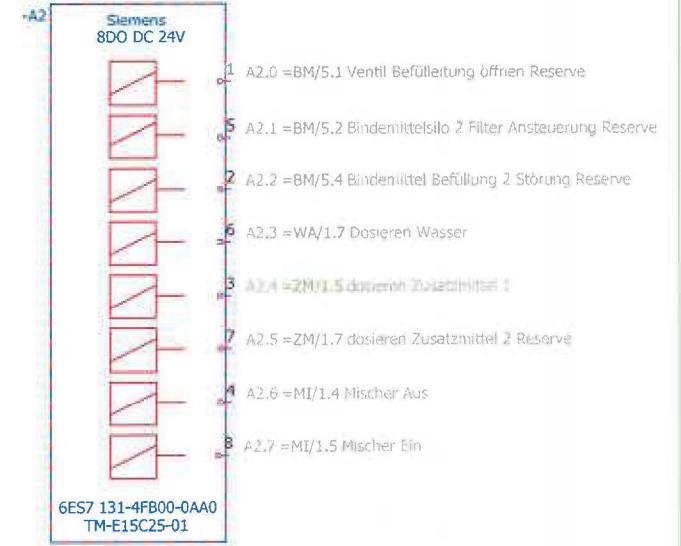 -A2
Siemens
8DO DC 24V
1 A2.0 =BM/5.1 Ventil Befülleitung öffnen Reserve
5 A2.1 =BM/5.2 Bindemittelsilo 2 Filter Ansteuerung Reserve
2 A2.2 =BM/5.4 Bindemittel Befüllung 2 Störung Reserve
6 A2.3 =WA/1.7 Dosieren Wasser
3 A2.4 =ZM/1.5 dosieren Zusatzmittel 1
7 A2.5 =ZM/1.7 dosieren Zusatzmittel 2 Reserve
4 A2.6 =MI/1.4 Mischer Aus
8 A2.7 =MI/1.5 Mischer Ein
6ES7 131-4FB00-0AA0
TM-E15C25-01